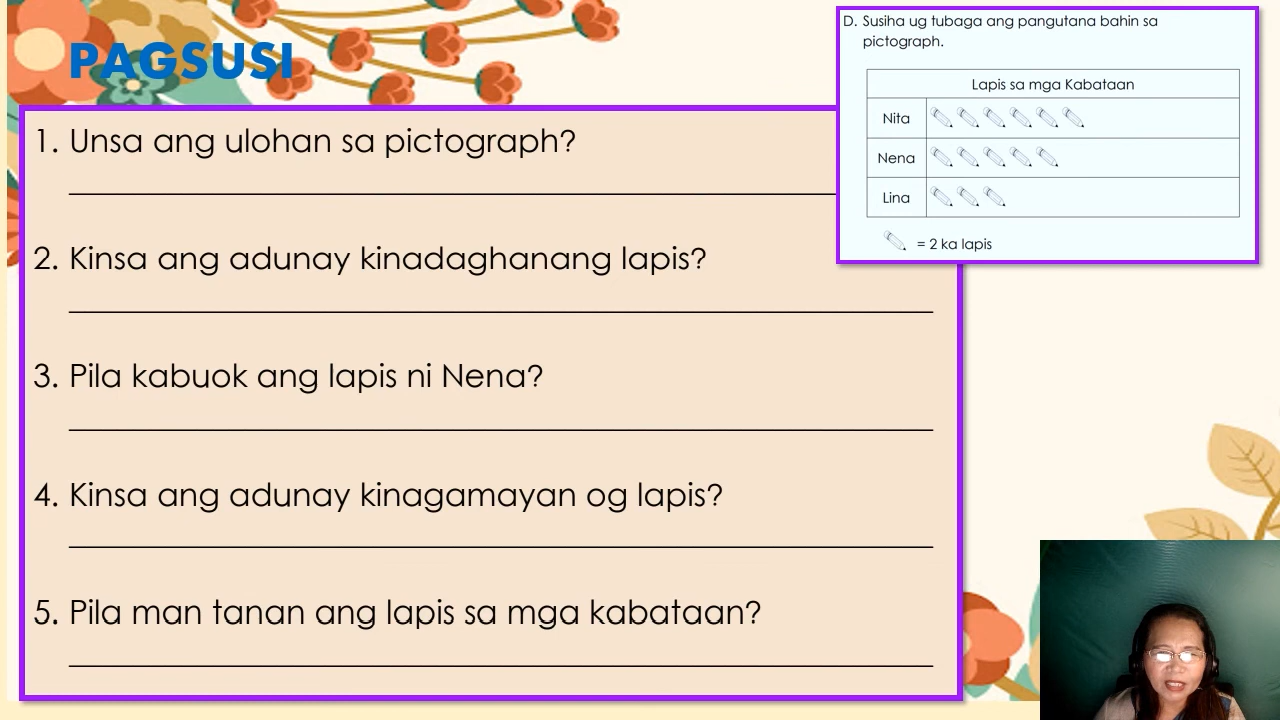 PAGSUSI
1. Unsa ang ulohan sa pictograph?
2. Kinsa ang adunay kinadaghanang lapis?
3. Pila kabuok ang lapis ni Nena?
4. Kinsa ang adunay kinagamayan og lapis?
5. Pila man tanan ang lapis sa mga kabataan?
D. Susiha ug tubaga ang pangutana bahin sa
pictograph.
Lapis sa mga Kabataan
Nita
Nena
Lina
= 2 ka lapis